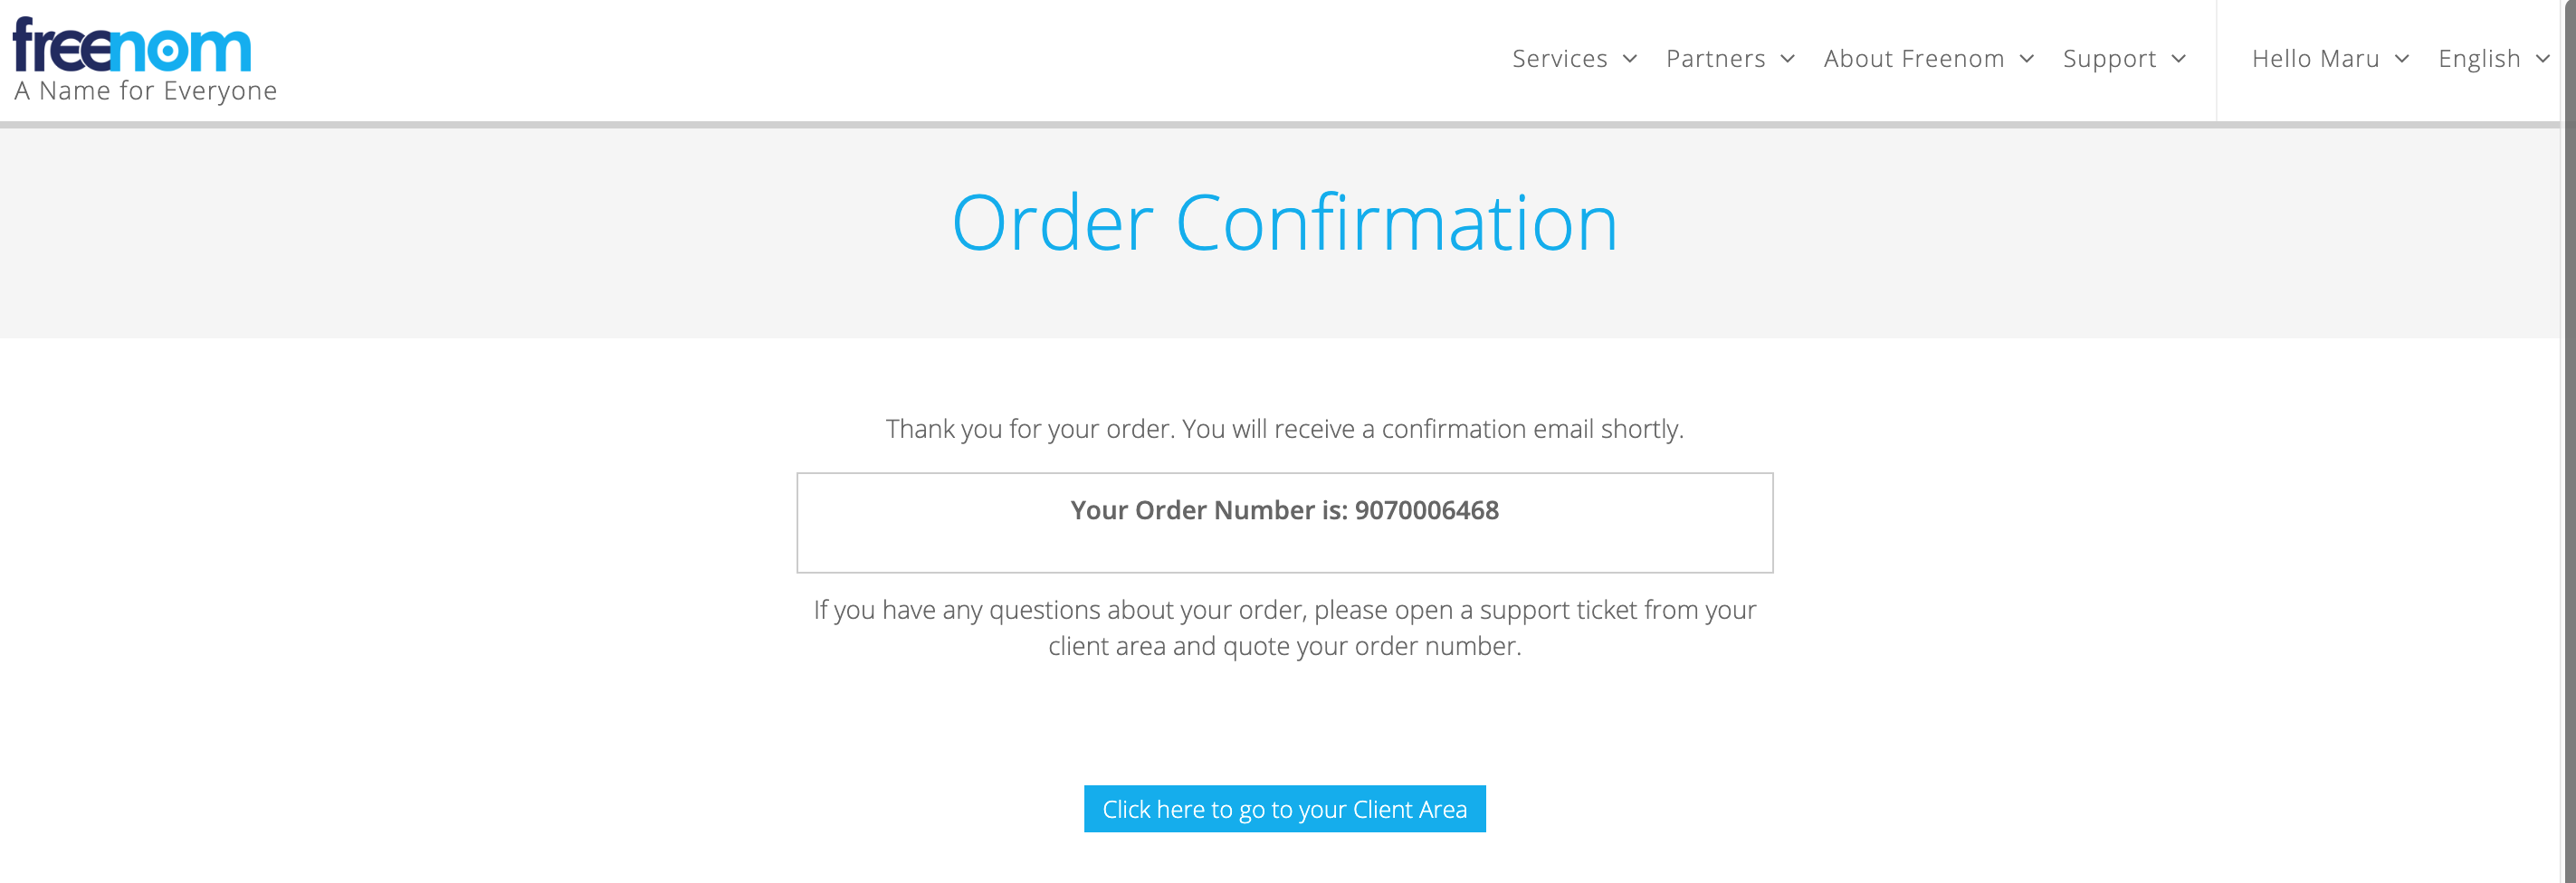 freenom
A Name for Everyone
Services
Partners
About Freenom
Support
Hello Maru
English
Order Confirmation
Thank you for your order. You will receive a confirmation email shortly.
Your Order Number is: 9070006468
If you have any questions about your order, please open a support ticket from your
client area and quote your order number.
Click here to go to your Client Area